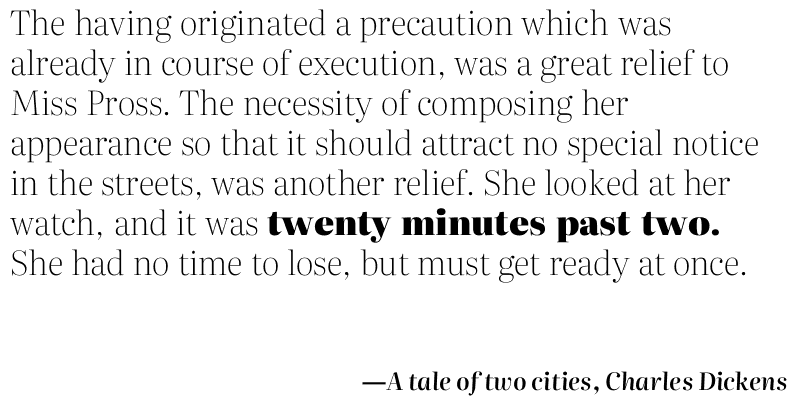 The having originated a precaution which was
already in course of execution, was a great relief to
Miss Pross. The necessity of composing her
appearance so that it should attract no special notice
in the streets, was another relief. She looked at her
watch, and it was twenty minutes past two.
She had no time to lose, but must get ready at once.
—A tale of two cities, Charles Dickens